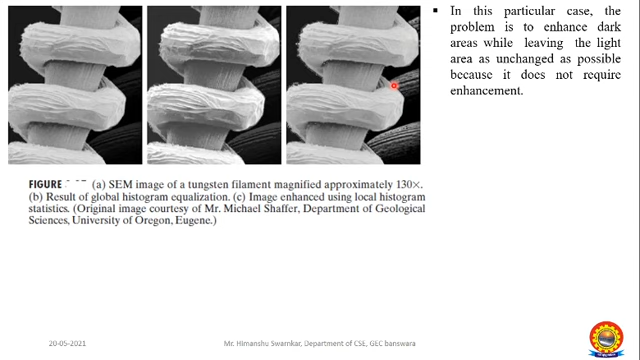 ▪ In this particular case, the
problem is to enhance dark
areas while leaving the light
area as unchanged as possible
because it does not require
enhancement.
FIGURE (a) SEM image of a tungsten filament magnified approximately 130×.
(b) Result of global histogram equalization. (c) Image enhanced using local histogram
statistics. (Original image courtesy of Mr. Michael Shaffer, Department of Geological
Sciences, University of Oregon, Eugene.)
20-05-2021
Mr. Himanshu Swarnkar, Department of CSE, GEC banswara